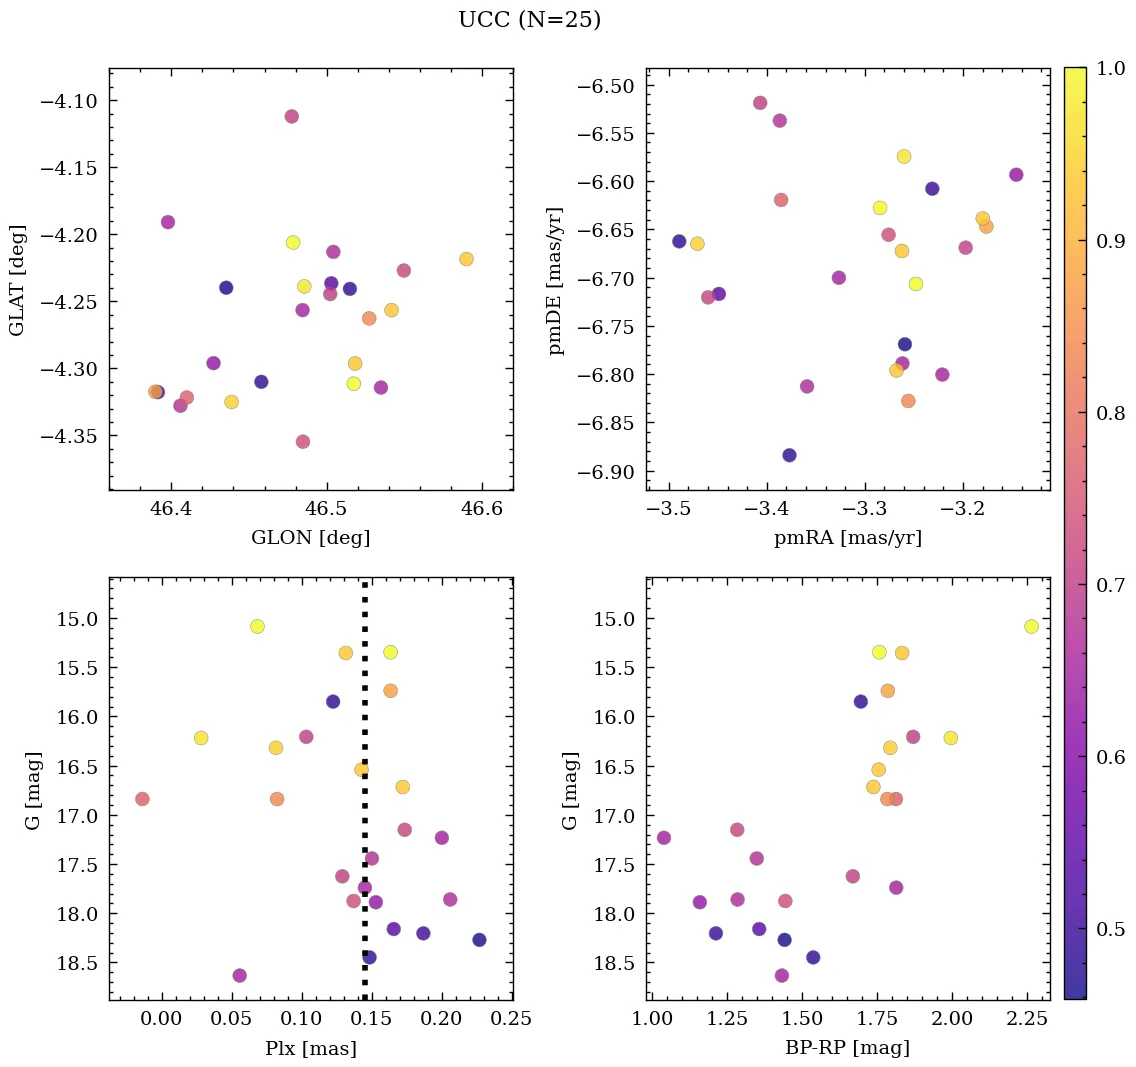 UCC (N=25)
−4.10
−4.15
−4.20
−4.25
−4.30
−4.35
GLAT [deg]
46.4 46.5 46.6
GLON [deg]
−6.50
−6.55
−6.60
−6.65
−6.70
−6.75
−6.80
−6.85
−6.90
pmDE [mas/yr]
−3.5 −3.4 −3.3 −3.2
pmRA [mas/yr]
1.0
0.9
0.8
0.7
0.6
0.5
15.0
15.5
16.0
16.5
17.0
17.5
18.0
18.5
G [mag]
0.00 0.05 0.10 0.15 0.20 0.25
Plx [mas]
15.0
15.5
16.0
16.5
17.0
17.5
18.0
18.5
G [mag]
1.00 1.25 1.50 1.75 2.00 2.25
BP-RP [mag]